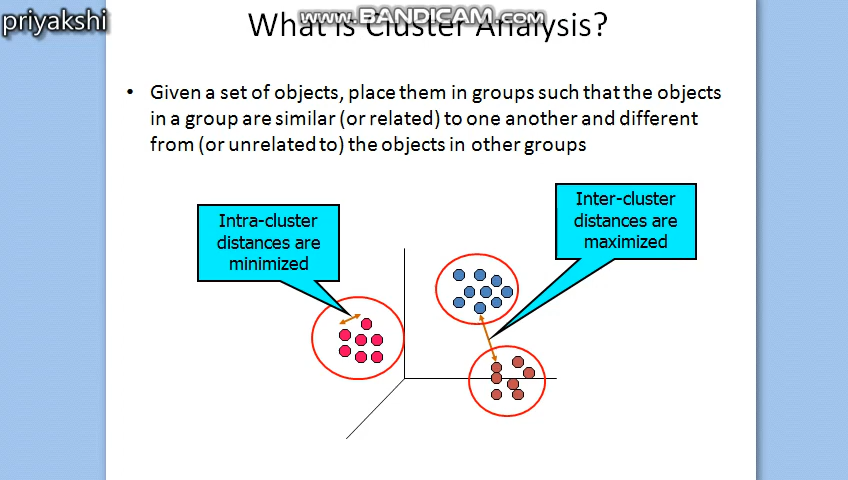 priyakshi
www.BANDICAM.com
What is Cluster Analysis?
• Given a set of objects, place them in groups such that the objects
in a group are similar (or related) to one another and different
from (or unrelated to) the objects in other groups
Intra-cluster
distances are
minimized
Inter-cluster
distances are
maximized